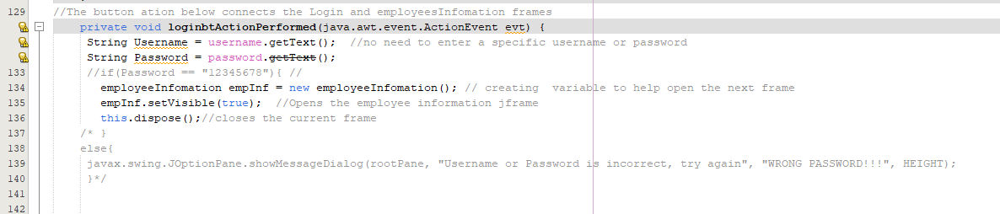 129 //The button ation below connects the Login and employeesInfomation frames
private void loginbtActionPerformed(java.awt.event.ActionEvent evt) {
String Username = username.getText();  //no need to enter a specific username or password
String Password = password.getText();
133 //if(Password == "12345678"){ //
134 employeeInfomation empInf = new employeeInfomation(); // creating  variable to help open the next frame
135 empInf.setVisible(true);  //Opens the employee information jframe
136 this.dispose();//closes the current frame
137 /* }
138 else{
139 javax.swing.JOptionPane.showMessageDialog(rootPane, "Username or Password is incorrect, try again", "WRONG PASSWORD!!!", HEIGHT);
140 }*/
141
142